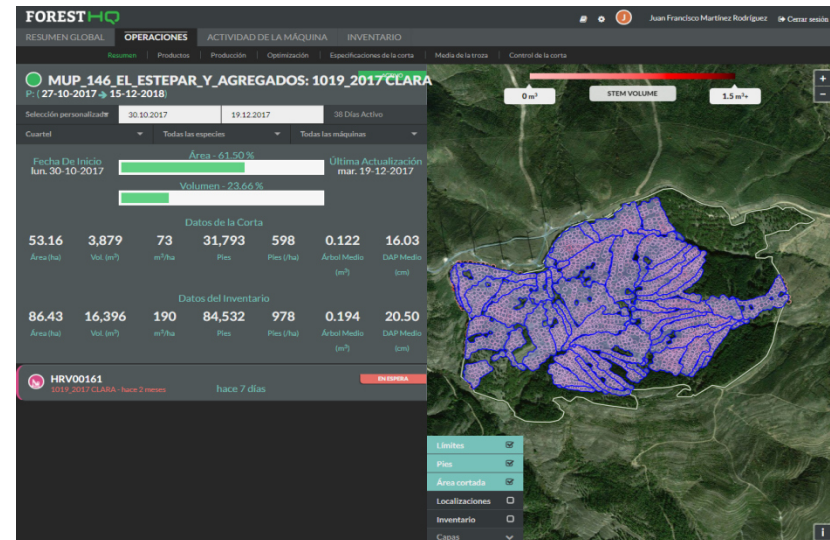 FORESTHQ
J Juan Francisco Martínez Rodríguez Cerrar sesión
RESUMEN GLOBAL OPERACIONES ACTIVIDAD DE LA MÁQUINA INVENTARIO
Resumen Productos Producción Optimización Especificaciones de la corta Media de la troza Control de la corta
MUP_146_EL_ESTEPAR_Y_AGREGADOS: 1019_2017 CLARA
P: ( 27-10-2017 → 15-12-2018)
Selección personalizada 30.10.2017 19.12.2017 38 Días Activo
Cuartel Todas las especies Todas las máquinas
Fecha De Inicio
lun. 30-10-2017
Área - 61.50 %
Volumen - 23.66 %
Última Actualización
mar. 19-12-2017
Datos de la Corta
53.16 3,879 73 31,793 598 0.122 16.03
Área (ha) Vol. (m³) m³/ha Pies Pies (/ha) Árbol Medio (m³) DAP Medio (cm)
Datos del Inventario
86.43 16,396 190 84,532 978 0.194 20.50
Área (ha) Vol. (m³) m³/ha Pies Pies (/ha) Árbol Medio (m³) DAP Medio (cm)
HRV00161
1019_2017 CLARA - hace 2 meses
hace 7 días
EN ESPERA
0 m³ STEM VOLUME 1.5 m³+
+
−
Límites
Pies
Área cortada
Localizaciones
Inventario
Capas
i